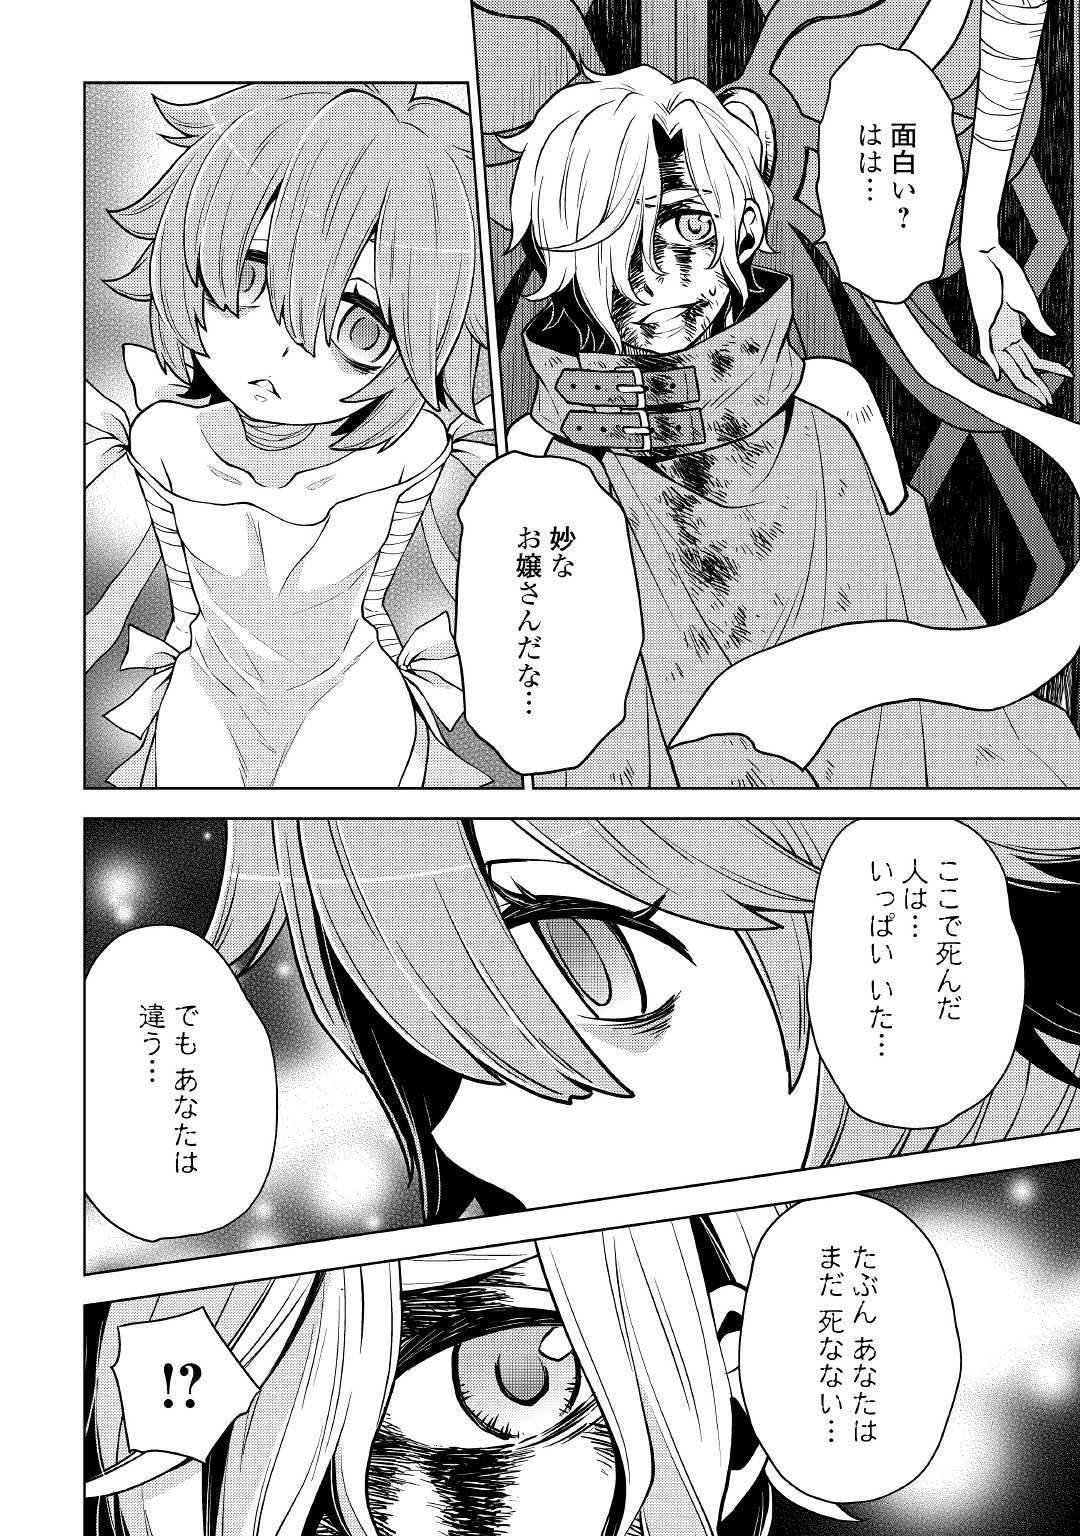 面白い?
はは…
妙な
お嬢さんだな…
ここで死んだ
人は…
いっぱい いた…
でも あなたは
違う…
たぶん あなたは
まだ 死なない…
!?